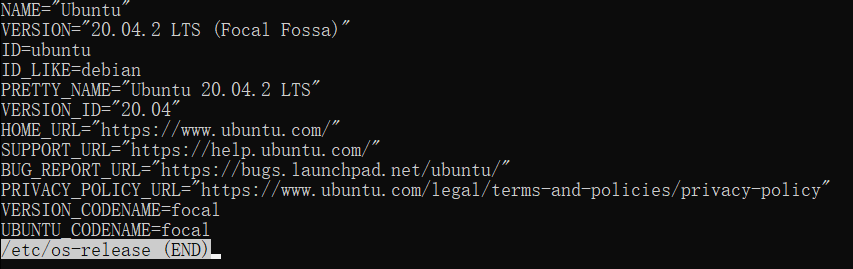 NAME="Ubuntu"
VERSION="20.04.2 LTS (Focal Fossa)"
ID=ubuntu
ID_LIKE=debian
PRETTY_NAME="Ubuntu 20.04.2 LTS"
VERSION_ID="20.04"
HOME_URL="https://www.ubuntu.com/"
SUPPORT_URL="https://help.ubuntu.com/"
BUG_REPORT_URL="https://bugs.launchpad.net/ubuntu/"
PRIVACY_POLICY_URL="https://www.ubuntu.com/legal/terms-and-policies/privacy-policy"
VERSION_CODENAME=focal
UBUNTU_CODENAME=focal
/etc/os-release (END)